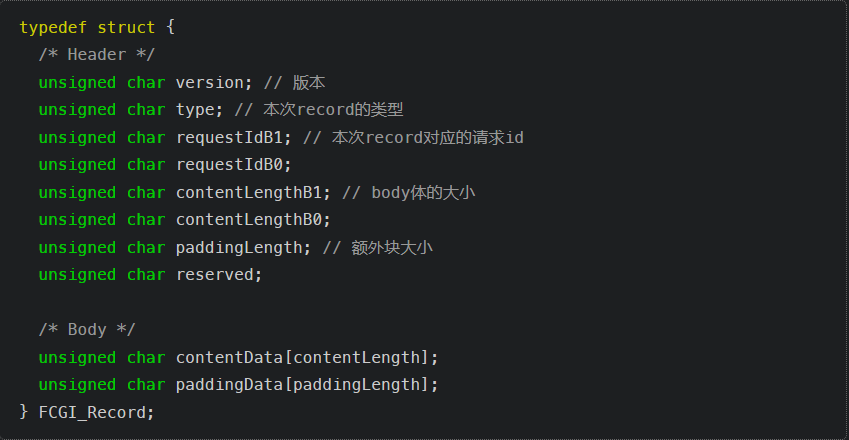 typedef struct {
  /* Header */
  unsigned char version; // 版本
  unsigned char type; // 本次record的类型
  unsigned char requestIdB1; // 本次record对应的请求id
  unsigned char requestIdB0;
  unsigned char contentLengthB1; // body体的大小
  unsigned char contentLengthB0;
  unsigned char paddingLength; // 额外块大小
  unsigned char reserved;

  /* Body */
  unsigned char contentData[contentLength];
  unsigned char paddingData[paddingLength];
} FCGI_Record;